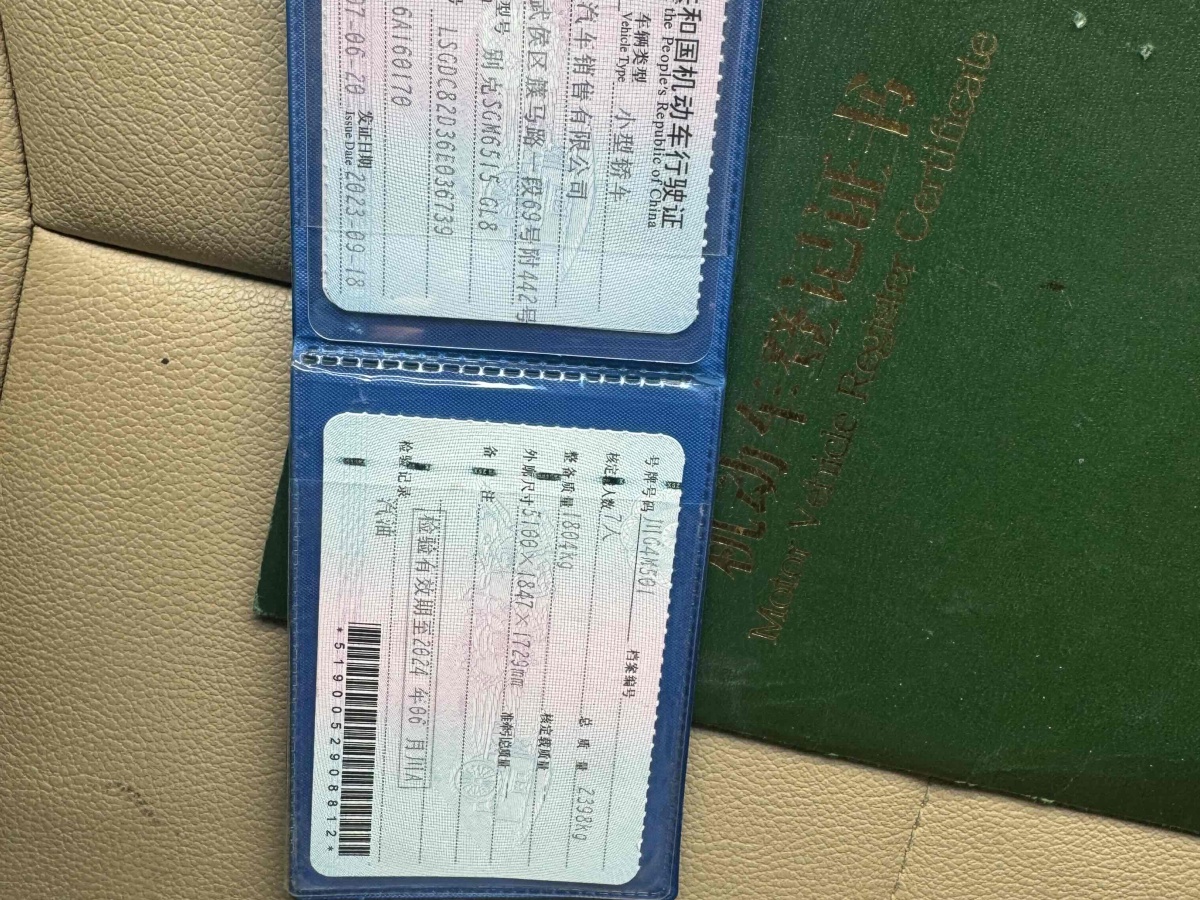 和国机动车行驶证
the People's Republic of China
车辆类型 小型轿车
Vehicle Type
汽车销售有限公司
武侯区簇马路一段69号附442号
型号 别克SGM6515 GL8
LSGDC82D36E036739
6A160170
07-06-20 发证日期 2023-09-18
Issue Date
号牌号码 川G4M501 档案编号
核定载人数 7人 总质量 2398kg
整备质量 1804kg 核定载质量 --
外廓尺寸 5100×1847×1729mm 准牵引总质量 --
备注
检验有效期至2024年06月川A
检验记录 汽油
*5190052908812*
机动车登记证书
Motor Vehicle Register Certificate